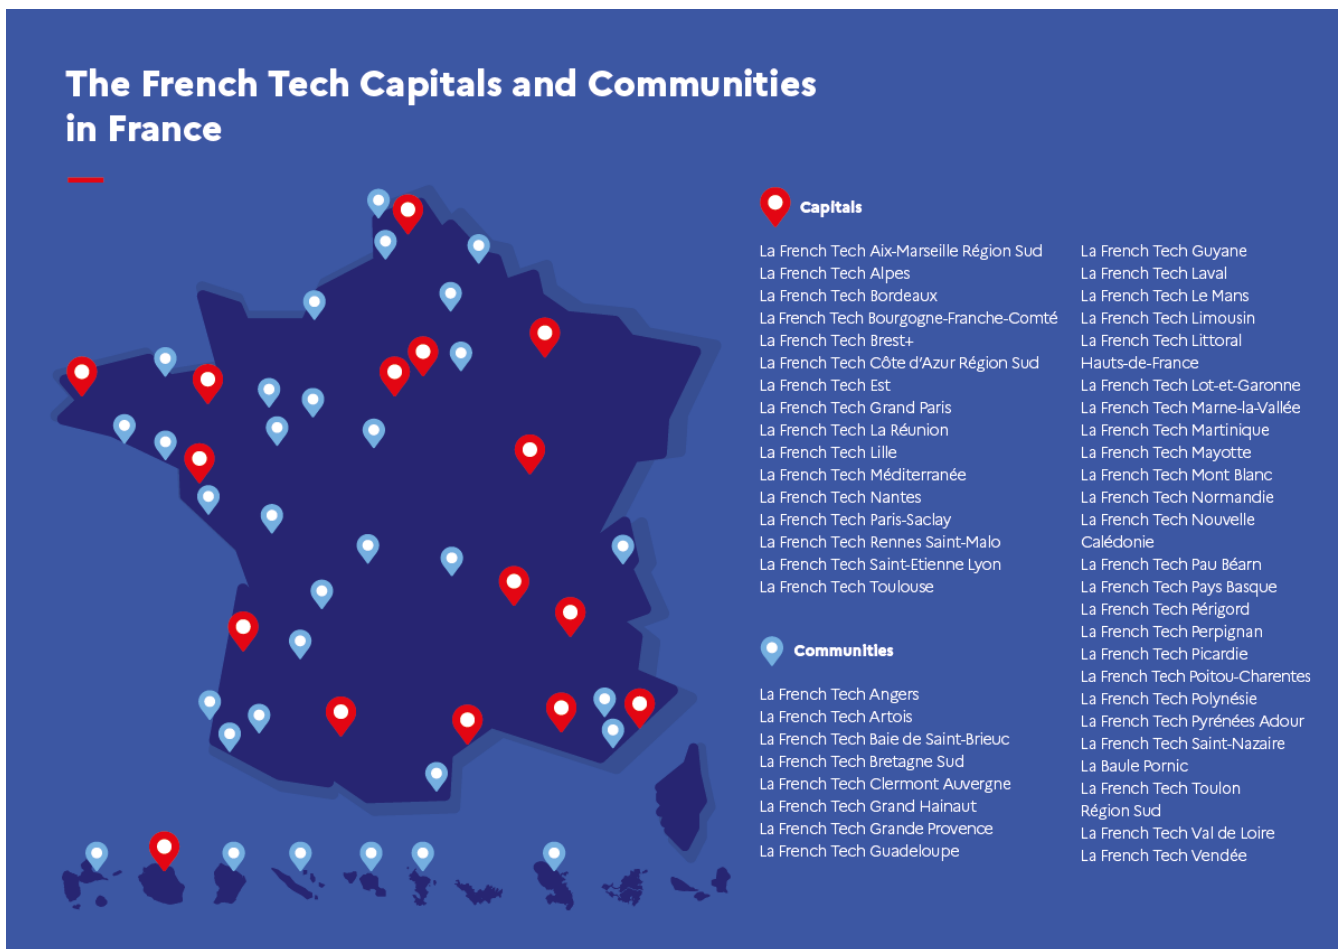 The French Tech Capitals and Communities
in France
Capitals
La French Tech Aix-Marseille Région Sud
La French Tech Alpes
La French Tech Bordeaux
La French Tech Bourgogne-Franche-Comté
La French Tech Brest+
La French Tech Côte d'Azur Région Sud
La French Tech Est
La French Tech Grand Paris
La French Tech La Réunion
La French Tech Lille
La French Tech Méditerranée
La French Tech Nantes
La French Tech Paris-Saclay
La French Tech Rennes Saint-Malo
La French Tech Saint-Etienne Lyon
La French Tech Toulouse
Communities
La French Tech Angers
La French Tech Artois
La French Tech Baie de Saint-Brieuc
La French Tech Bretagne Sud
La French Tech Clermont Auvergne
La French Tech Grand Hainaut
La French Tech Grande Provence
La French Tech Guadeloupe
La French Tech Guyane
La French Tech Laval
La French Tech Le Mans
La French Tech Limousin
La French Tech Littoral
Hauts-de-France
La French Tech Lot-et-Garonne
La French Tech Marne-la-Vallée
La French Tech Martinique
La French Tech Mayotte
La French Tech Mont Blanc
La French Tech Normandie
La French Tech Nouvelle
Calédonie
La French Tech Pau Béarn
La French Tech Pays Basque
La French Tech Périgord
La French Tech Perpignan
La French Tech Picardie
La French Tech Poitou-Charentes
La French Tech Polynésie
La French Tech Pyrénées Adour
La French Tech Saint-Nazaire
La Baule Pornic
La French Tech Toulon
Région Sud
La French Tech Val de Loire
La French Tech Vendée